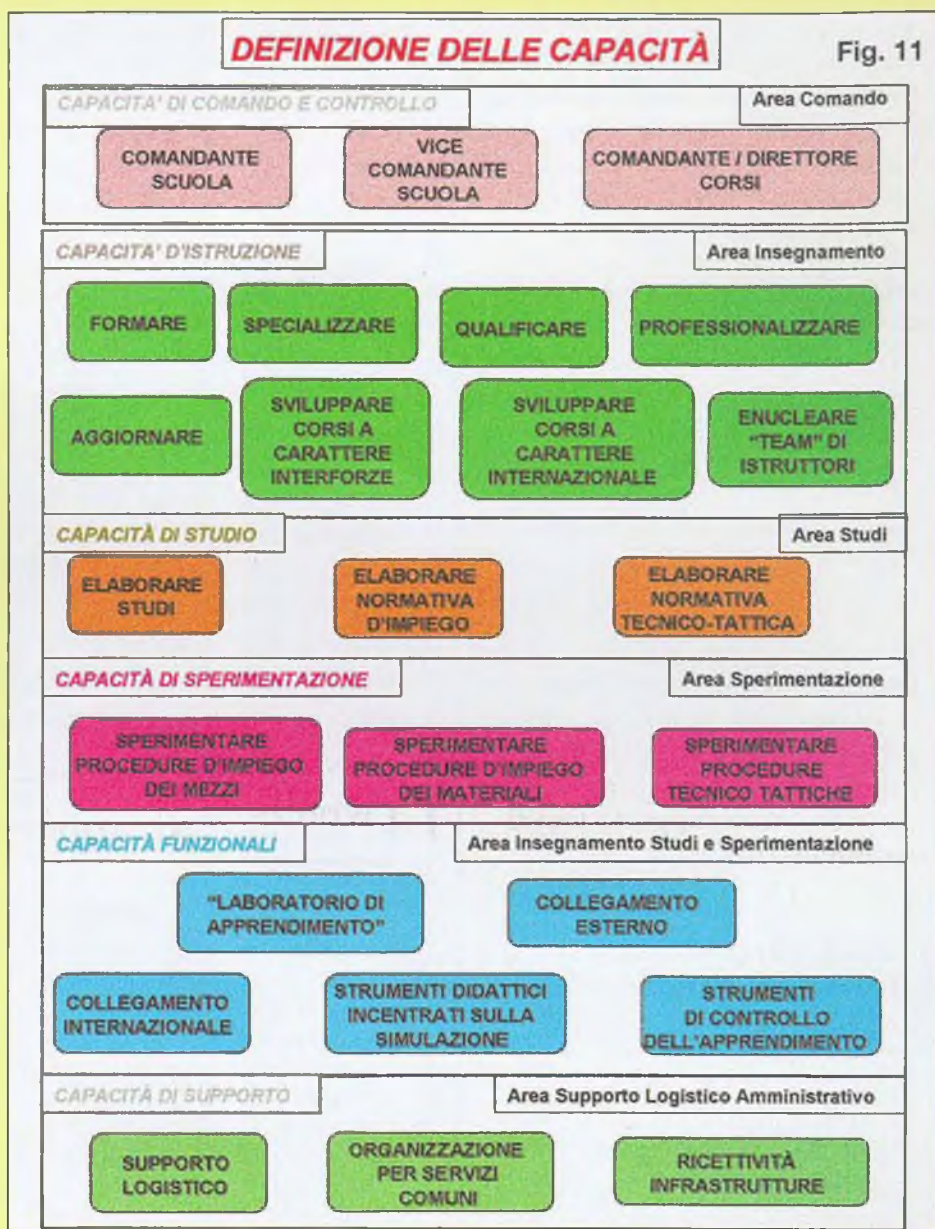 DEFINIZIONE DELLE CAPACITÀ
Fig. 11
CAPACITA' DI COMANDO E CONTROLLO
Area Comando
COMANDANTE
SCUOLA
VICE
COMANDANTE
SCUOLA
COMANDANTE / DIRETTORE
CORSI
CAPACITA' D'ISTRUZIONE
Area Insegnamento
FORMARE
SPECIALIZZARE
QUALIFICARE
PROFESSIONALIZZARE
AGGIORNARE
SVILUPPARE
CORSI A
CARATTERE
INTERFORZE
SVILUPPARE
CORSI A
CARATTERE
INTERNAZIONALE
ENUCLEARE
“TEAM” DI
ISTRUTTORI
CAPACITÀ DI STUDIO
Area Studi
ELABORARE
STUDI
ELABORARE
NORMATIVA
D'IMPIEGO
ELABORARE
NORMATIVA
TECNICO-TATTICA
CAPACITÀ DI SPERIMENTAZIONE
Area Sperimentazione
SPERIMENTARE
PROCEDURE D'IMPIEGO
DEI MEZZI
SPERIMENTARE
PROCEDURE D'IMPIEGO
DEI MATERIALI
SPERIMENTARE
PROCEDURE
TECNICO TATTICHE
CAPACITÀ FUNZIONALI
Area Insegnamento Studi e Sperimentazione
“LABORATORIO DI
APPRENDIMENTO”
COLLEGAMENTO
ESTERNO
COLLEGAMENTO
INTERNAZIONALE
STRUMENTI DIDATTICI
INCENTRATI SULLA
SIMULAZIONE
STRUMENTI
DI CONTROLLO
DELL'APPRENDIMENTO
CAPACITÀ DI SUPPORTO
Area Supporto Logistico Amministrativo
SUPPORTO
LOGISTICO
ORGANIZZAZIONE
PER SERVIZI
COMUNI
RICETTIVITÀ
INFRASTRUTTURE